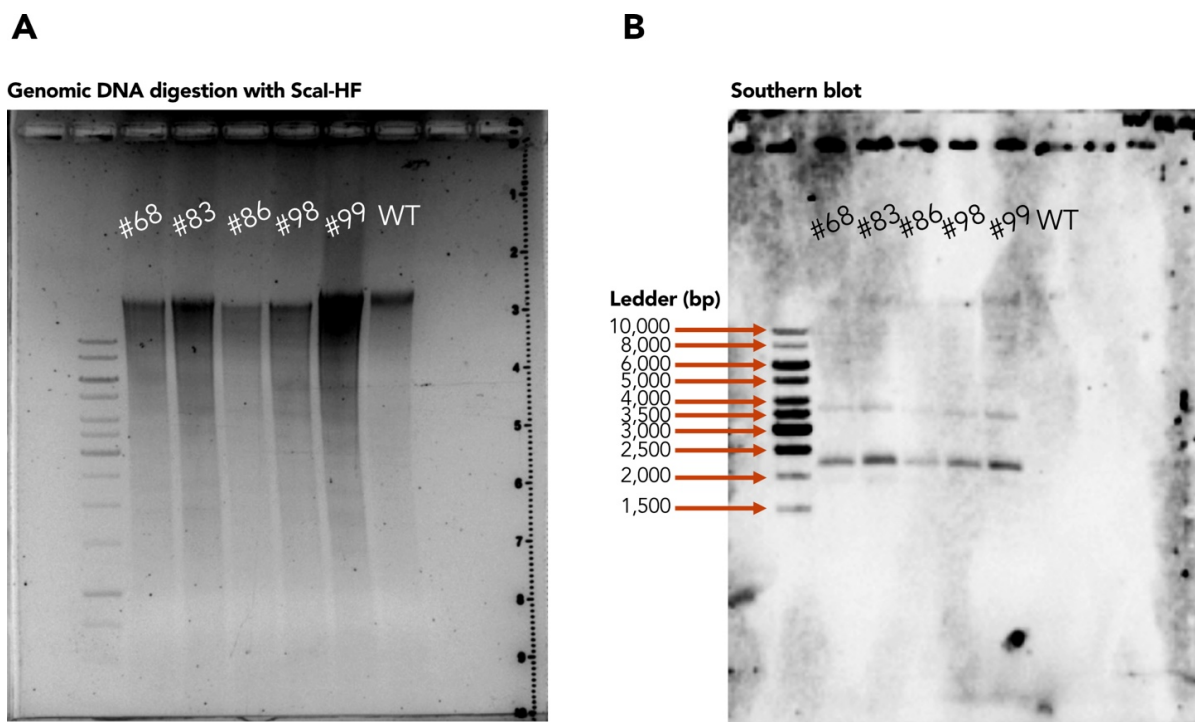 A
Genomic DNA digestion with ScaI-HF
#68 #83 #86 #98 #99 WT
1
2
3
4
5
6
7
8
9
10
B
Southern blot
#68 #83 #86 #98 #99 WT
Ledder (bp)
10,000
8,000
6,000
5,000
4,000
3,500
3,000
2,500
2,000
1,500